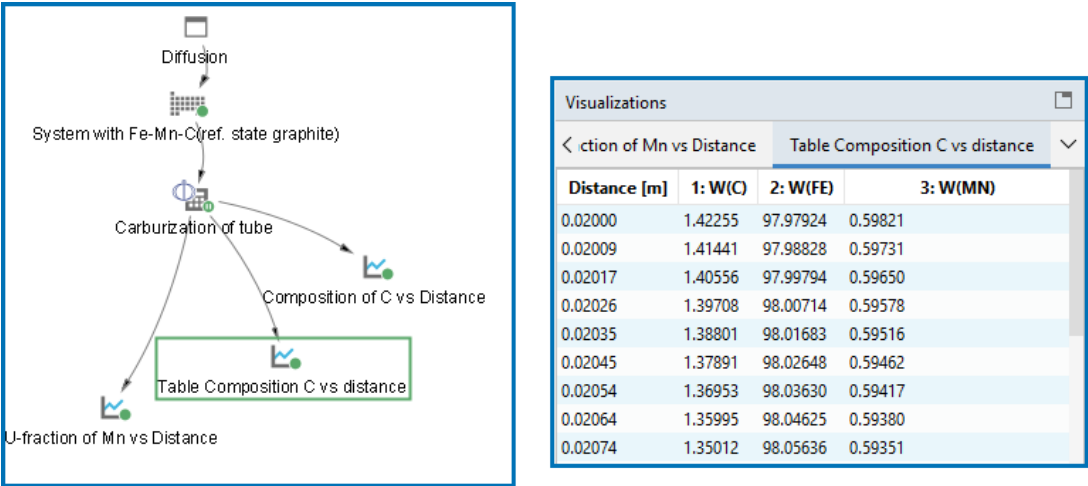 Diffusion
System with Fe-Mn-C(ref. state graphite)
Carburization of tube
Composition of C vs Distance
Table Composition C vs distance
U-fraction of Mn vs Distance
Visualizations
ction of Mn vs Distance Table Composition C vs distance
Distance [m] 1: W(C) 2: W(FE) 3: W(MN)
0.02000 1.42255 97.97924 0.59821
0.02009 1.41441 97.98828 0.59731
0.02017 1.40556 97.99794 0.59650
0.02026 1.39708 98.00714 0.59578
0.02035 1.38801 98.01683 0.59516
0.02045 1.37891 98.02648 0.59462
0.02054 1.36953 98.03630 0.59417
0.02064 1.35995 98.04625 0.59380
0.02074 1.35012 98.05636 0.59351